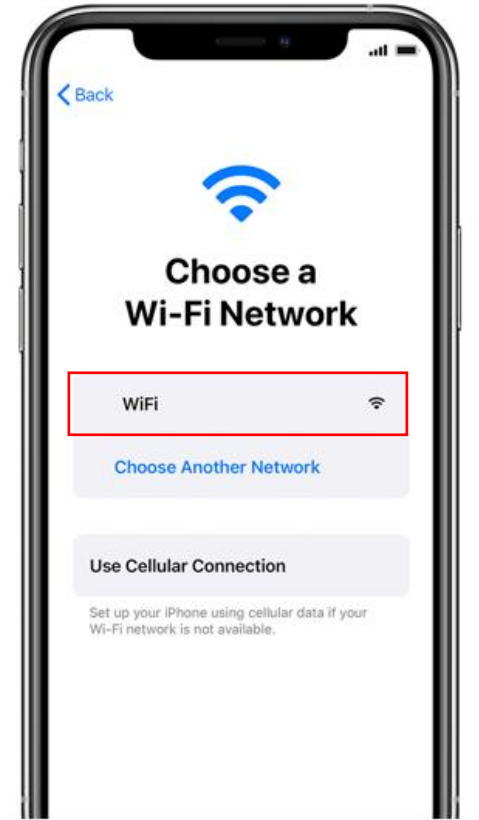 Back
Choose a
Wi-Fi Network
WiFi
Choose Another Network
Use Cellular Connection
Set up your iPhone using cellular data if your
Wi-Fi network is not available.